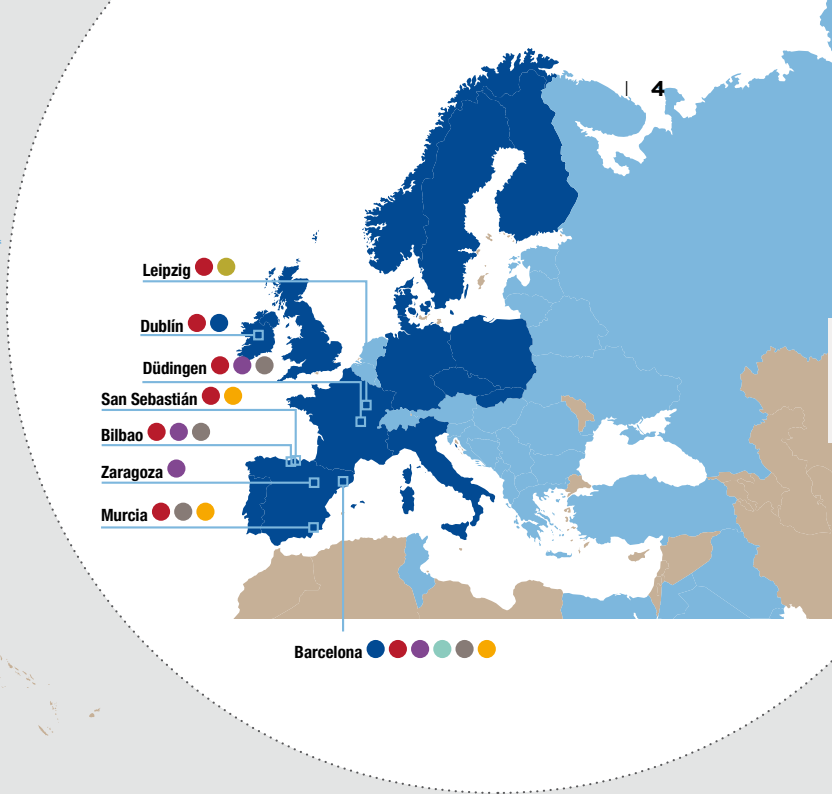 4
Leipzig
Dublín
Düdingen
San Sebastián
Bilbao
Zaragoza
Murcia
Barcelona